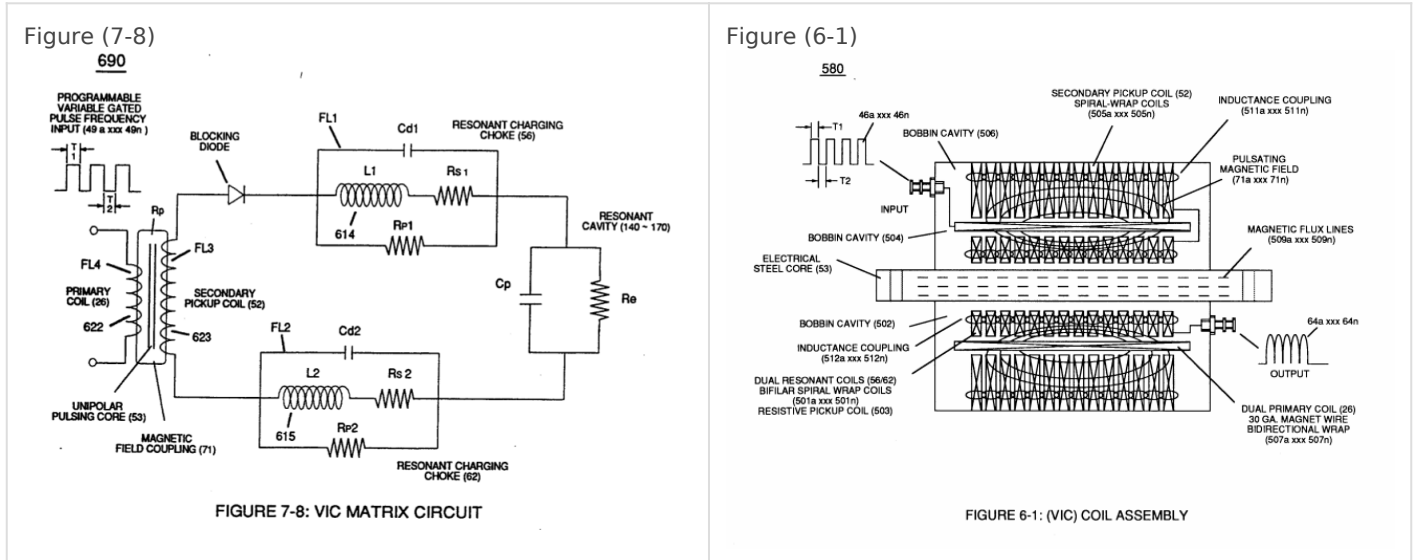 Figure (7-8)
690
PROGRAMMABLE
VARIABLE GATED
PULSE FREQUENCY
INPUT (49 a xxx 49n )
T
1
T
2
BLOCKING
DIODE
FL1
Cd1
RESONANT CHARGING
CHOKE (56)
L1
Rs 1
Rp1
614
RESONANT
CAVITY (140 ~ 170)
Rp
FL4
FL3
PRIMARY
COIL (26)
SECONDARY
PICKUP COIL (52)
622
623
Cp
Re
FL2
Cd2
L2
Rs 2
Rp2
615
UNIPOLAR
PULSING CORE (53)
MAGNETIC
FIELD COUPLING (71)
RESONANT CHARGING
CHOKE (62)
FIGURE 7-8: VIC MATRIX CIRCUIT
Figure (6-1)
580
SECONDARY PICKUP COIL (52)
SPIRAL-WRAP COILS
(505a xxx 505n)
INDUCTANCE COUPLING
(511a xxx 511n)
46a xxx 46n
T1
T2
BOBBIN CAVITY (506)
PULSATING
MAGNETIC FIELD
(71a xxx 71n)
INPUT
BOBBIN CAVITY (504)
MAGNETIC FLUX LINES
(509a xxx 509n)
ELECTRICAL
STEEL CORE (53)
BOBBIN CAVITY (502)
64a xxx 64n
INDUCTANCE COUPLING
(512a xxx 512n)
OUTPUT
DUAL RESONANT COILS (56/62)
BIFILAR SPIRAL WRAP COILS
(501a xxx 501n)
RESISTIVE PICKUP COIL (503)
DUAL PRIMARY COIL (26)
30 GA. MAGNET WIRE
BIDIRECTIONAL WRAP
(507a xxx 507n)
FIGURE 6-1: (VIC) COIL ASSEMBLY